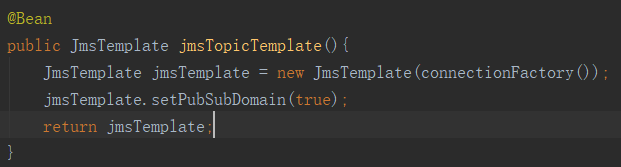 @Bean
public JmsTemplate jmsTopicTemplate(){
    JmsTemplate jmsTemplate = new JmsTemplate(connectionFactory());
    jmsTemplate.setPubSubDomain(true);
    return jmsTemplate;
}